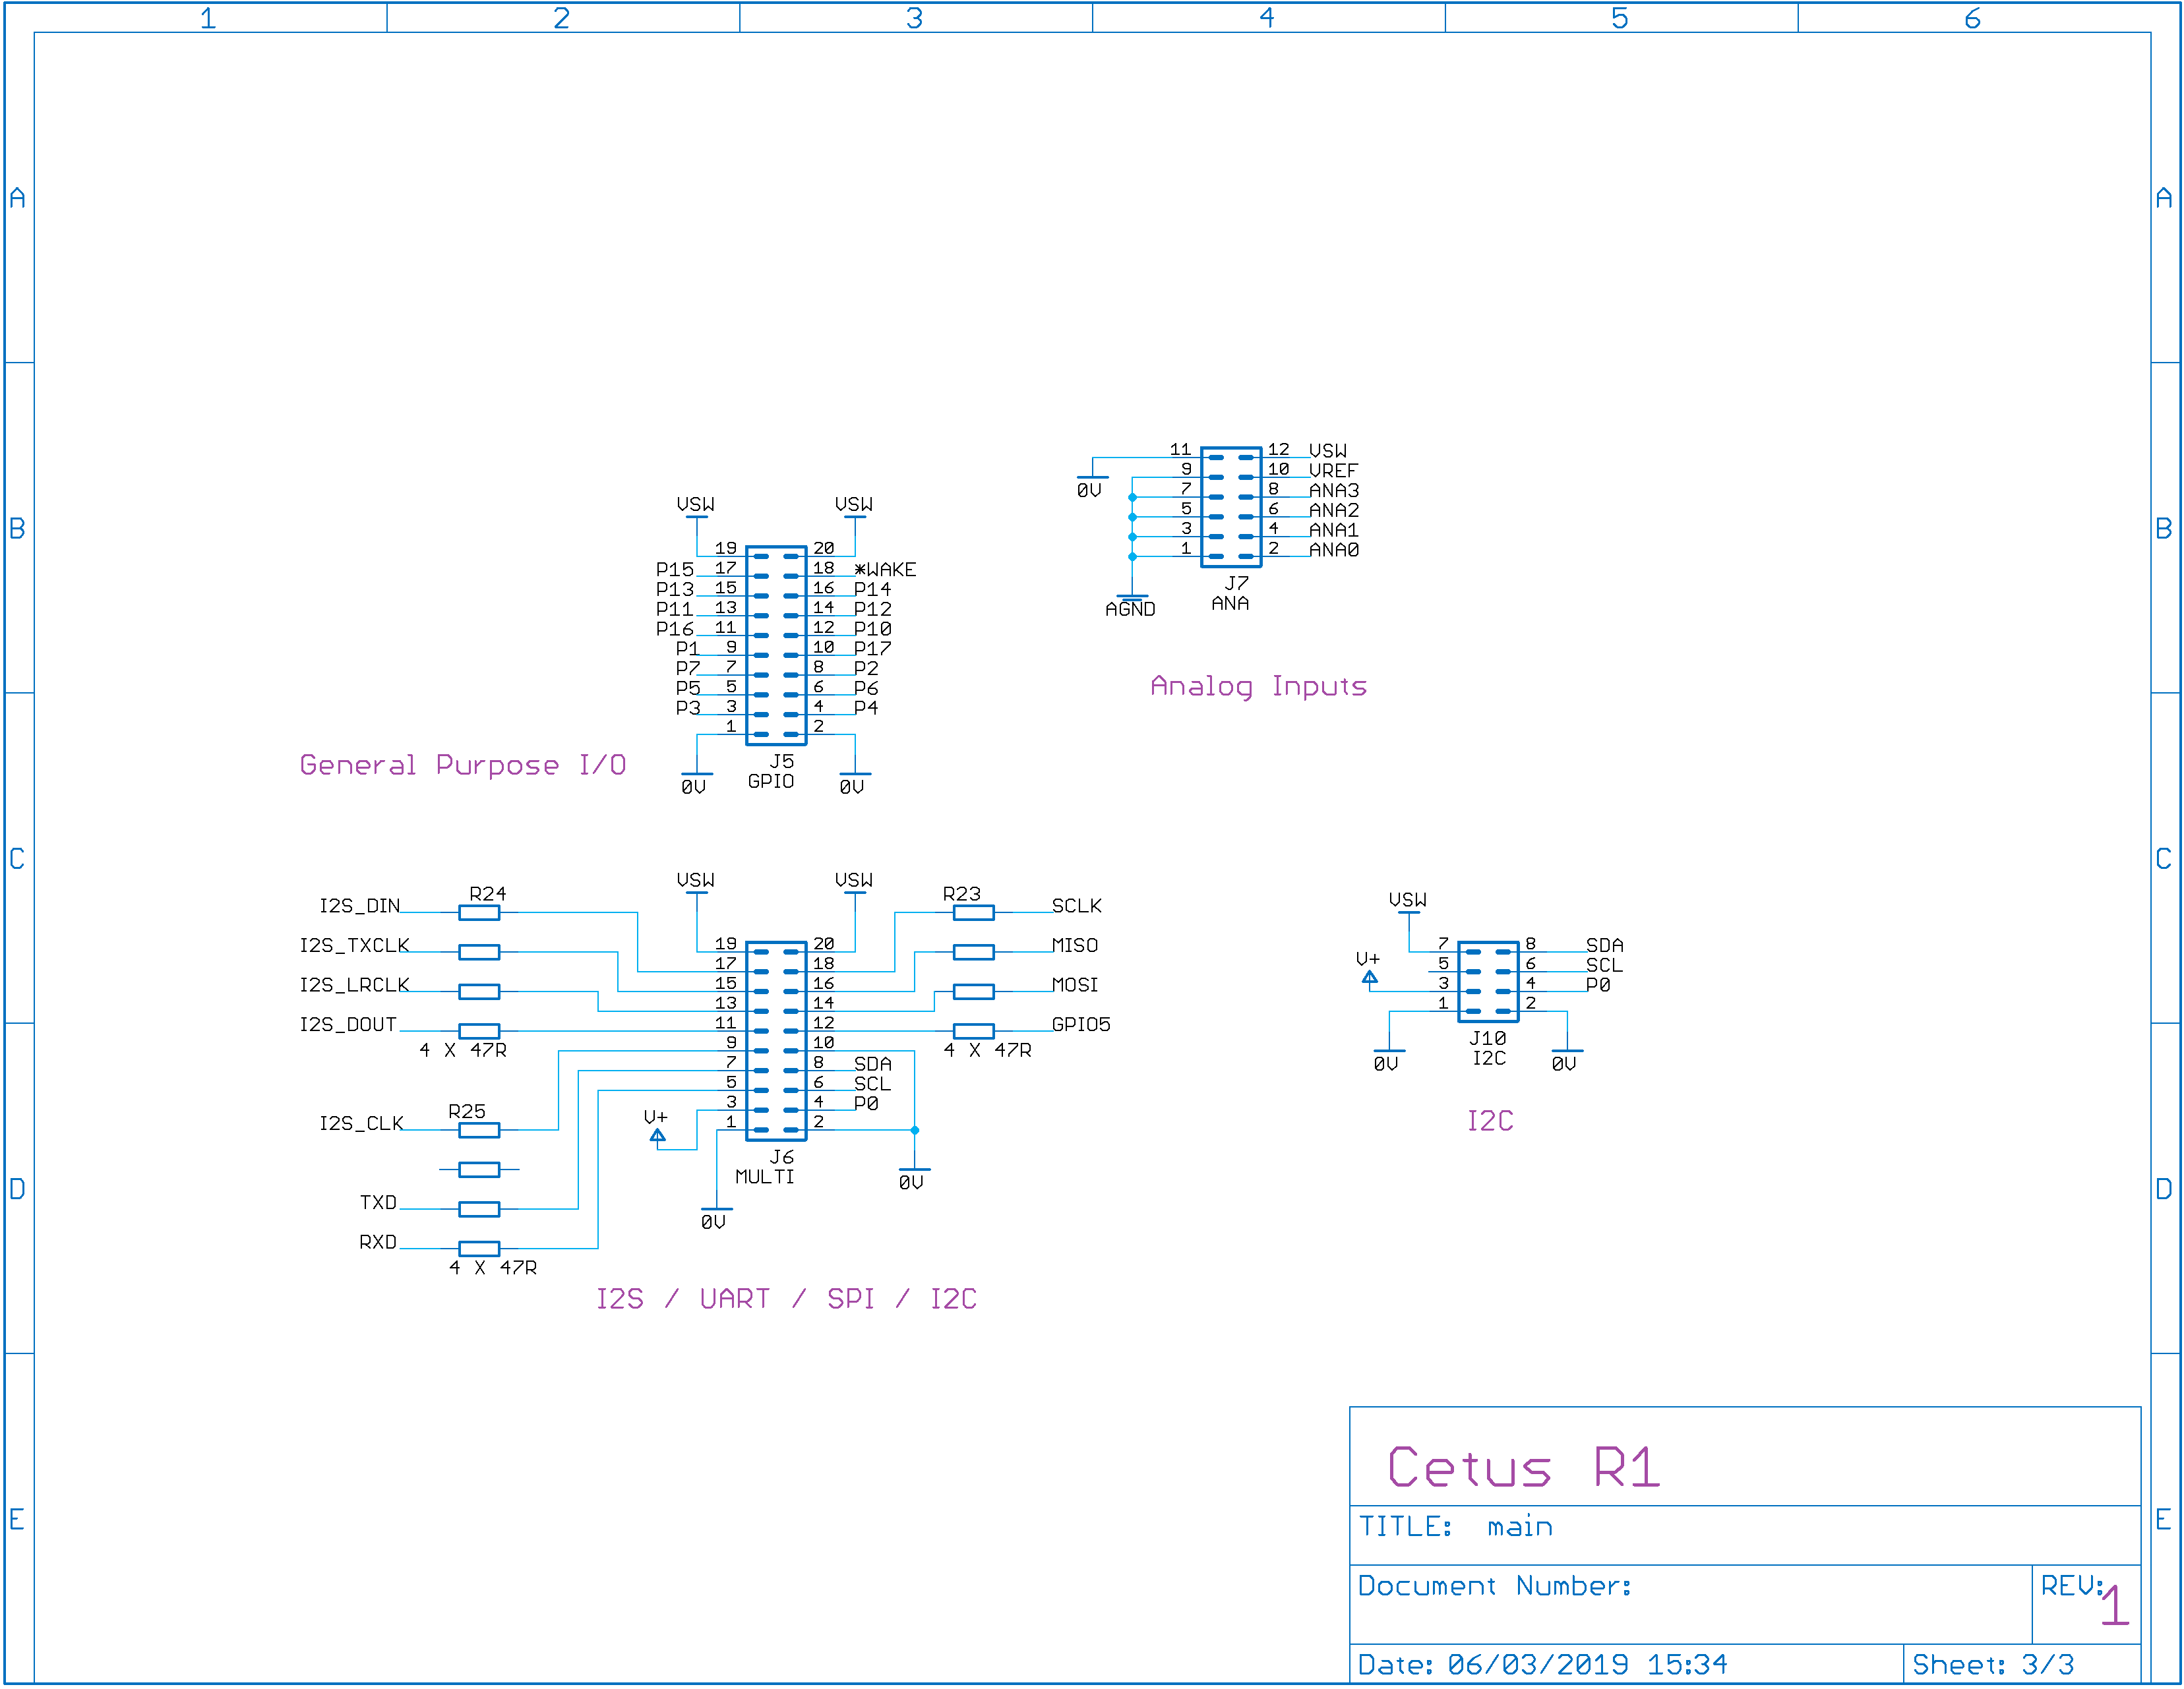 1 2 3 4 5 6
A A
B B
C C
D D
E E
11 12 VSW
9 10 VREF
0V
7 8 ANA3
5 6 ANA2
3 4 ANA1
1 2 ANA0
J7
ANA
AGND
Analog Inputs
VSW VSW
19 20
P15 17 18 *WAKE
P13 15 16 P14
P11 13 14 P12
P16 11 12 P10
P1 9 10 P17
P7 7 8 P2
P5 5 6 P6
P3 3 4 P4
1 2
J5
GPIO
0V 0V
General Purpose I/O
VSW VSW
I2S_DIN R24 R23 SCLK
I2S_TXCLK 19 20 MISO
17 18
I2S_LRCLK 15 16 MOSI
13 14
I2S_DOUT 11 12 GPIO5
4 X 47R 9 10 4 X 47R
7 8 SDA
5 6 SCL
3 4 P0
1 2
I2S_CLK R25
V+
J6
MULTI
0V
0V
TXD
RXD
4 X 47R
I2S / UART / SPI / I2C
VSW
7 8 SDA
V+ 5 6 SCL
3 4 P0
1 2
J10
I2C
0V 0V
I2C
Cetus R1
TITLE: main
Document Number:
REV: 1
Date: 06/03/2019 15:34
Sheet: 3/3